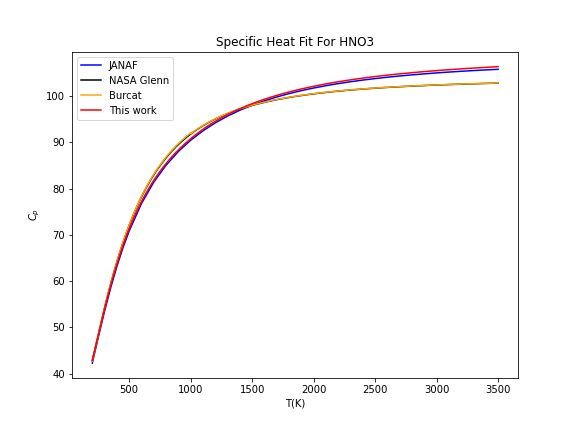 Specific Heat Fit For HNO3
JANAF
NASA Glenn
Burcat
This work
100
90
80
70
60
50
40
C_p
500 1000 1500 2000 2500 3000 3500
T(K)